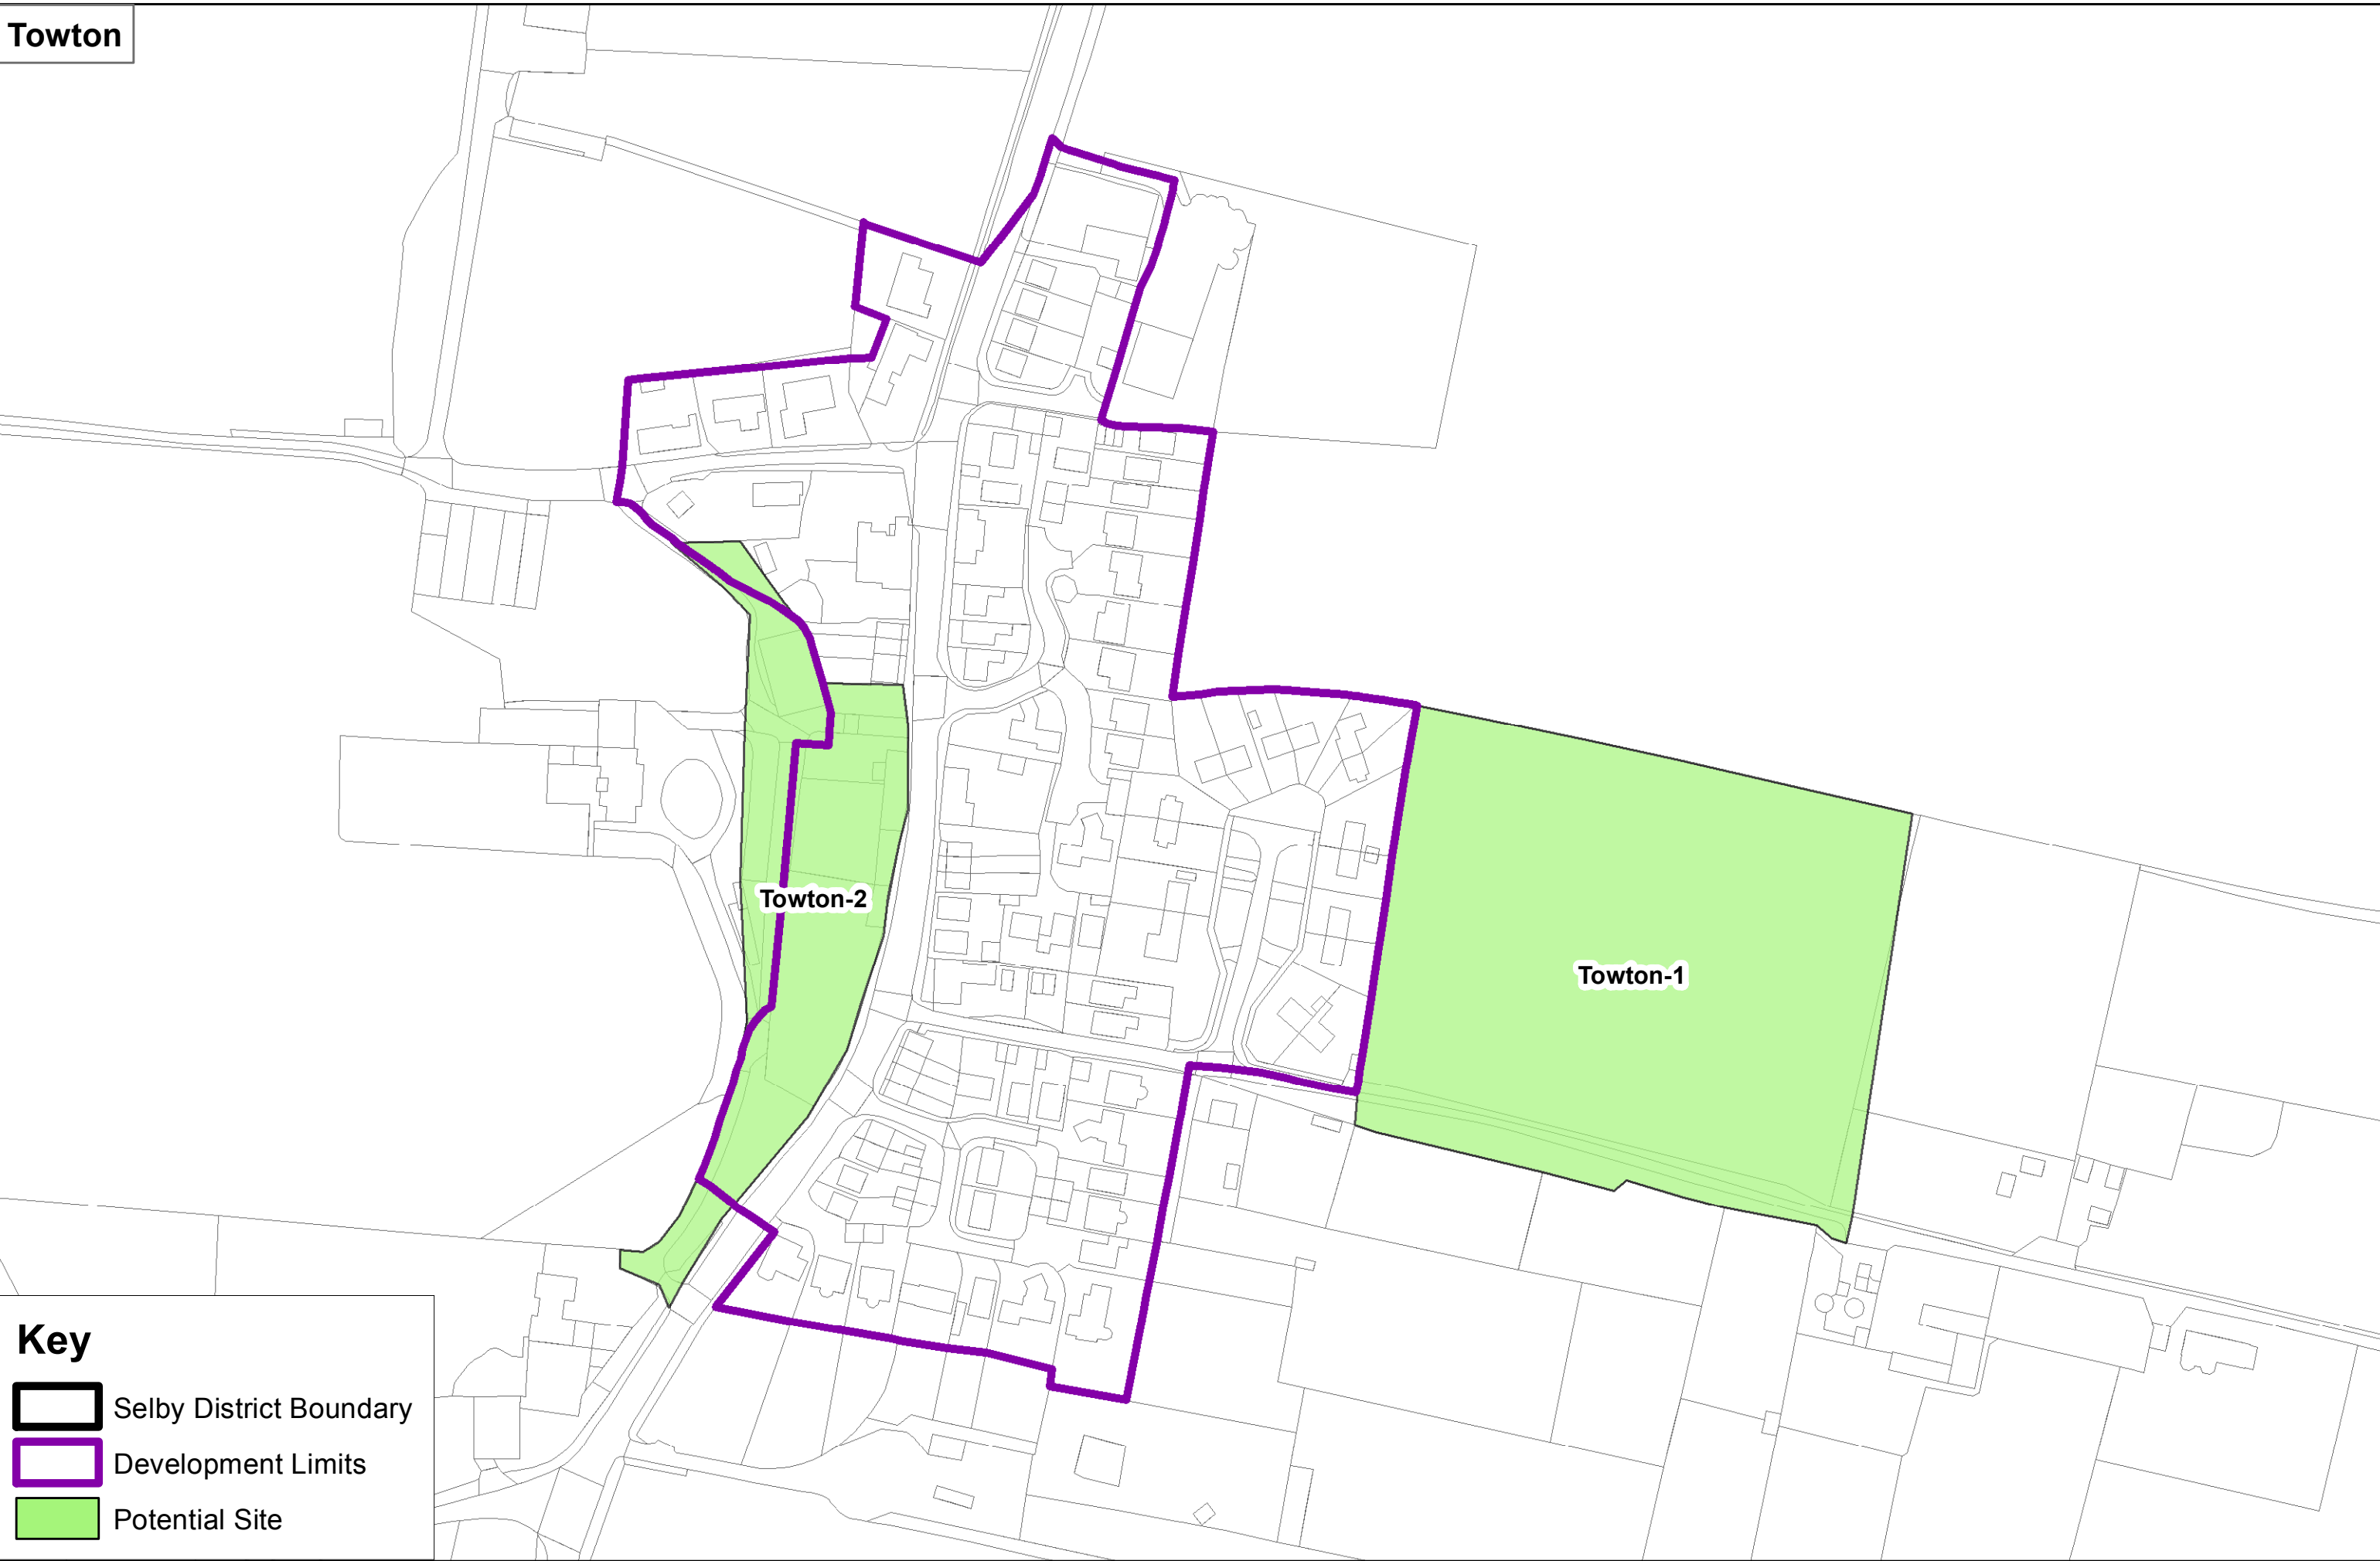 Towton
Towton-2
Towton-1
Key
Selby District Boundary
Development Limits
Potential Site